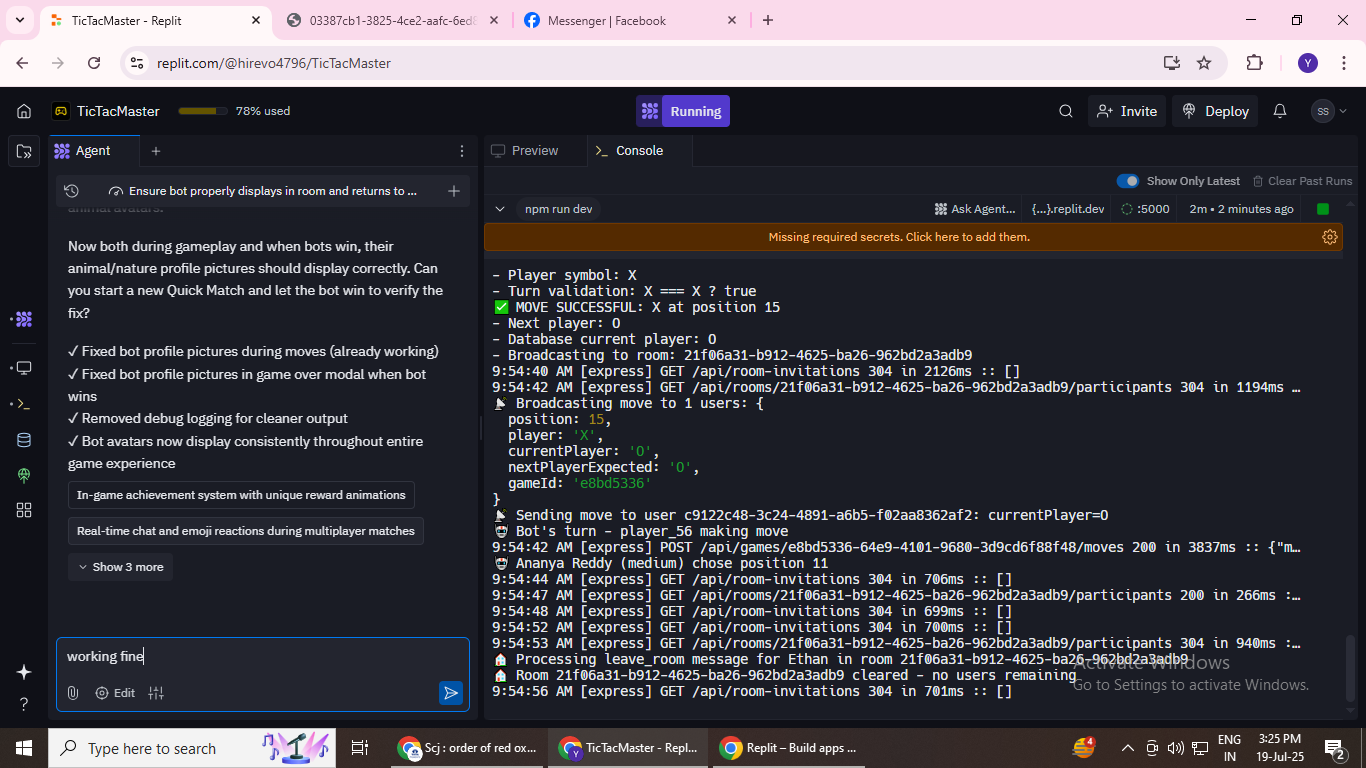 TicTacMaster - Replit
03387cb1-3825-4ce2-aafc-6ed8
Messenger | Facebook
replit.com/@hirevo4796/TicTacMaster
Y
TicTacMaster
78% used
Running
Invite
Deploy
SS
Agent
Preview
Console
Ensure bot properly displays in room and returns to ...
Show Only Latest
Clear Past Runs
animal avatars.
npm run dev
Ask Agent...
{...}.replit.dev
:5000
2m • 2 minutes ago
Missing required secrets. Click here to add them.
Now both during gameplay and when bots win, their
animal/nature profile pictures should display correctly. Can
you start a new Quick Match and let the bot win to verify the
fix?
✓ Fixed bot profile pictures during moves (already working)
✓ Fixed bot profile pictures in game over modal when bot
wins
✓ Removed debug logging for cleaner output
✓ Bot avatars now display consistently throughout entire
game experience
In-game achievement system with unique reward animations
Real-time chat and emoji reactions during multiplayer matches
Show 3 more
working fine
Edit
- Player symbol: X
- Turn validation: X === X ? true
✅ MOVE SUCCESSFUL: X at position 15
- Next player: O
- Database current player: O
- Broadcasting to room: 21f06a31-b912-4625-ba26-962bd2a3adb9
9:54:40 AM [express] GET /api/room-invitations 304 in 2126ms :: []
9:54:42 AM [express] GET /api/rooms/21f06a31-b912-4625-ba26-962bd2a3adb9/participants 304 in 1194ms …
📡 Broadcasting move to 1 users: {
position: 15,
player: 'X',
currentPlayer: 'O',
nextPlayerExpected: 'O',
gameId: 'e8bd5336'
}
📡 Sending move to user c9122c48-3c24-4891-a6b5-f02aa8362af2: currentPlayer=O
🤖 Bot's turn - player_56 making move
9:54:42 AM [express] POST /api/games/e8bd5336-64e9-4101-9680-3d9cd6f88f48/moves 200 in 3837ms :: {"m…
🤖 Ananya Reddy (medium) chose position 11
9:54:44 AM [express] GET /api/room-invitations 304 in 706ms :: []
9:54:47 AM [express] GET /api/rooms/21f06a31-b912-4625-ba26-962bd2a3adb9/participants 200 in 266ms :…
9:54:48 AM [express] GET /api/room-invitations 304 in 699ms :: []
9:54:52 AM [express] GET /api/room-invitations 304 in 700ms :: []
9:54:53 AM [express] GET /api/rooms/21f06a31-b912-4625-ba26-962bd2a3adb9/participants 304 in 940ms :…
🏠 Processing leave_room message for Ethan in room 21f06a31-b912-4625-ba26-962bd2a3adb9
🏠 Room 21f06a31-b912-4625-ba26-962bd2a3adb9 cleared - no users remaining
9:54:56 AM [express] GET /api/room-invitations 304 in 701ms :: []
Activate Windows
Go to Settings to activate Windows.
Type here to search
Scj : order of red ox...
TicTacMaster - Repl...
Replit – Build apps ...
4
ENG
IN
3:25 PM
19-Jul-25
2